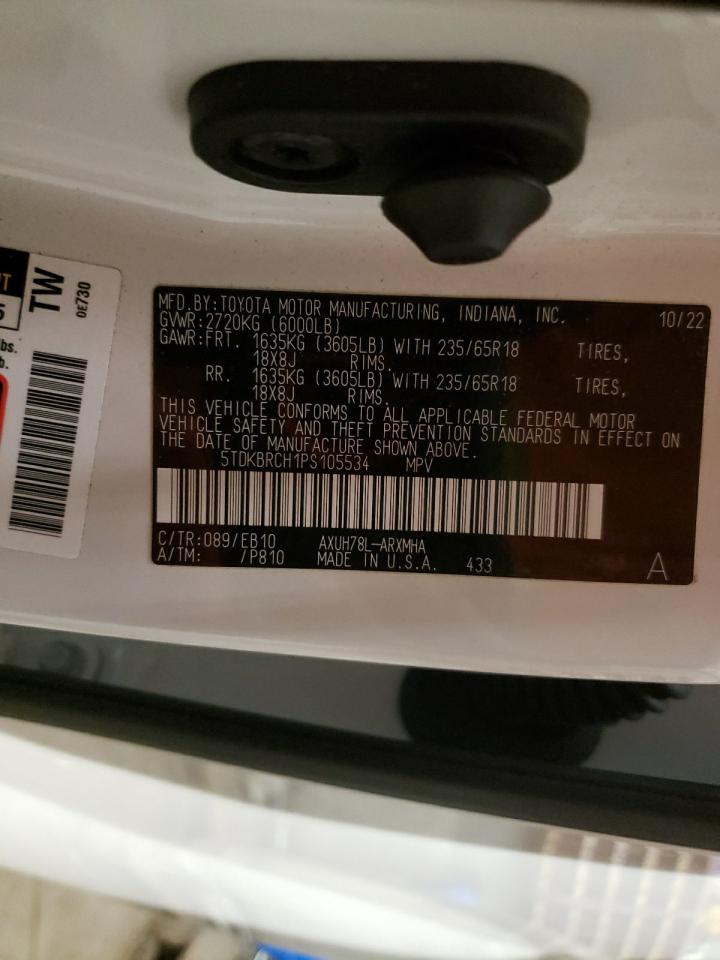 MFD.BY:TOYOTA MOTOR MANUFACTURING, INDIANA, INC. 10/22
GVWR:2720KG (6000LB)
GAWR:FRT. 1635KG (3605LB) WITH 235/65R18 TIRES,
18X8J RIMS.
RR. 1635KG (3605LB) WITH 235/65R18 TIRES,
18X8J RIMS.
THIS VEHICLE CONFORMS TO ALL APPLICABLE FEDERAL MOTOR
VEHICLE SAFETY AND THEFT PREVENTION STANDARDS IN EFFECT ON
THE DATE OF MANUFACTURE SHOWN ABOVE.
5TDKBRCH1PS105534 MPV
C/TR:089/EB10 AXUH78L-ARXMHA
A/TM: /P810 MADE IN U.S.A. 433 A
TW
0E730
lbs.